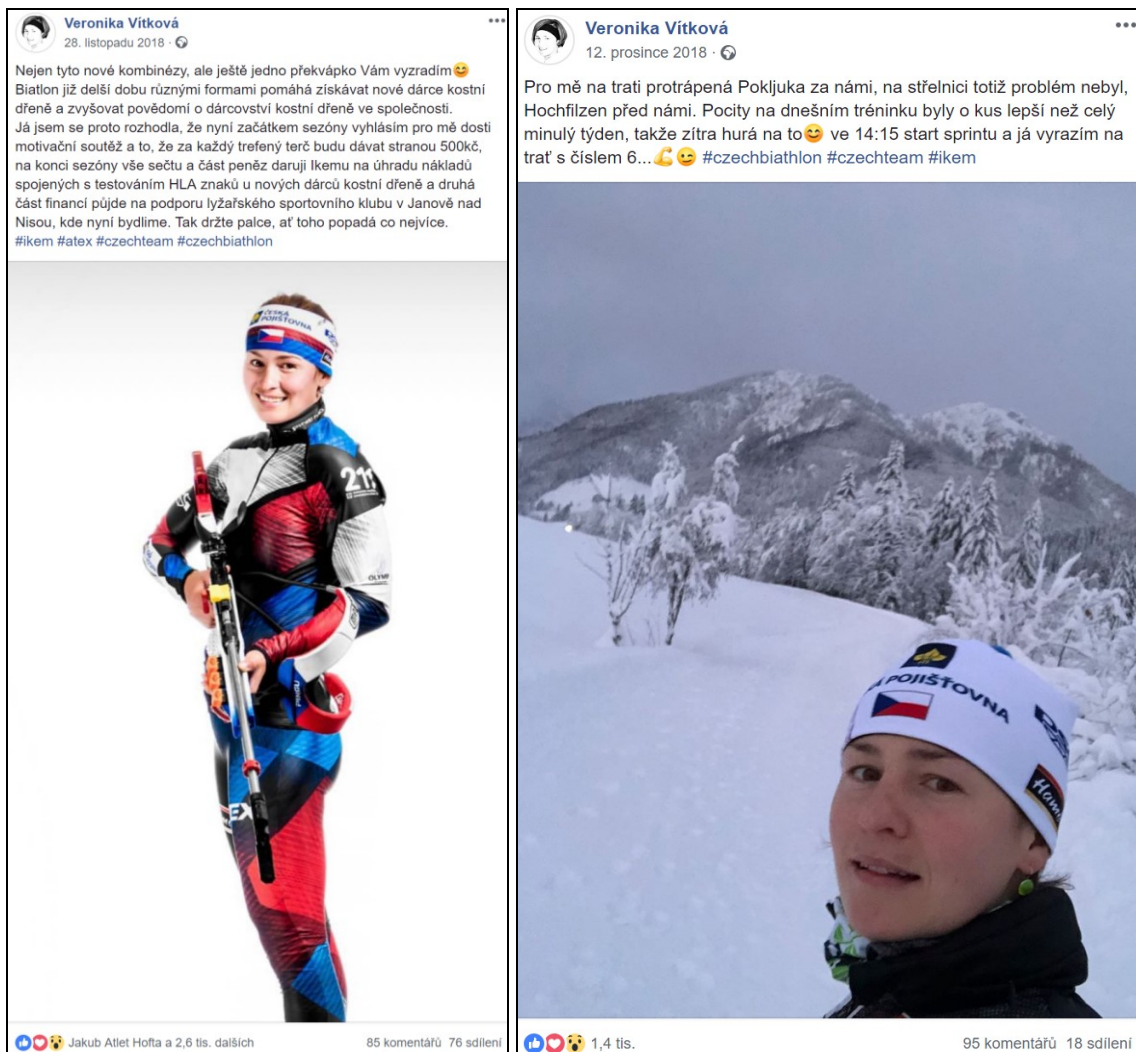 Veronika Vítková
28. listopadu 2018
Nejen tyto nové kombinézy, ale ještě jedno překvápko Vám vyzradím😊
Biatlon již delší dobu různými formami pomáhá získávat nové dárce kostní
dřeně a zvyšovat povědomí o dárcovství kostní dřeně ve společnosti.
Já jsem se proto rozhodla, že nyní začátkem sezóny vyhlásím pro mě dosti
motivační soutěž a to, že za každý trefený terč budu dávat stranou 500kč,
na konci sezóny vše sečtu a část peněz daruji Ikemu na úhradu nákladů
spojených s testováním HLA znaků u nových dárců kostní dřeně a druhá
část financí půjde na podporu lyžařského sportovního klubu v Janově nad
Nisou, kde nyní bydlime. Tak držte palce, ať toho popadá co nejvíce.
#ikem #atex #czechteam #czechbiathlon
ČESKÁ
POJIŠŤOVNA
211
OLYMP
EX
Jakub Atlet Hofta a 2,6 tis. dalších
85 komentářů 76 sdílení
Veronika Vítková
12. prosince 2018
Pro mě na trati protrápená Pokljuka za námi, na střelnici totiž problém nebyl,
Hochfilzen před námi. Pocity na dnešním tréninku byly o kus lepší než celý
minulý týden, takže zítra hurá na to😊 ve 14:15 start sprintu a já vyrazím na
trať s číslem 6...💪😉 #czechbiathlon #czechteam #ikem
POJIŠŤOVNA
1,4 tis.
95 komentářů 18 sdílení